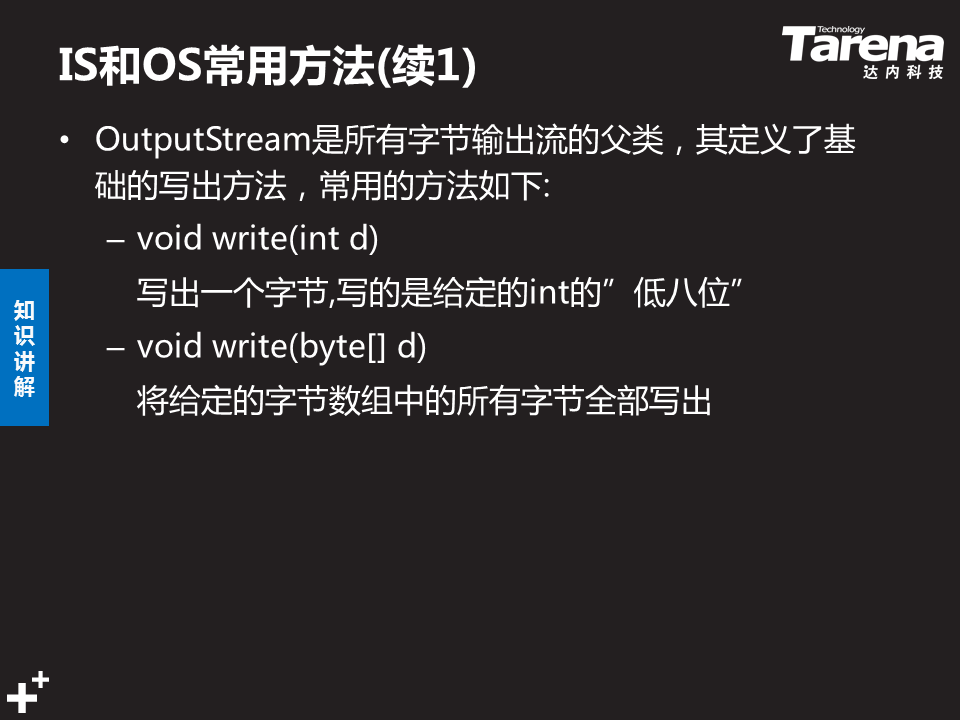 IS和OS常用方法(续1)
Technology
Tarena
达内科技
• OutputStream是所有字节输出流的父类，其定义了基
础的写出方法，常用的方法如下:
– void write(int d)
写出一个字节,写的是给定的int的”低八位”
– void write(byte[] d)
将给定的字节数组中的所有字节全部写出
知
识
讲
解